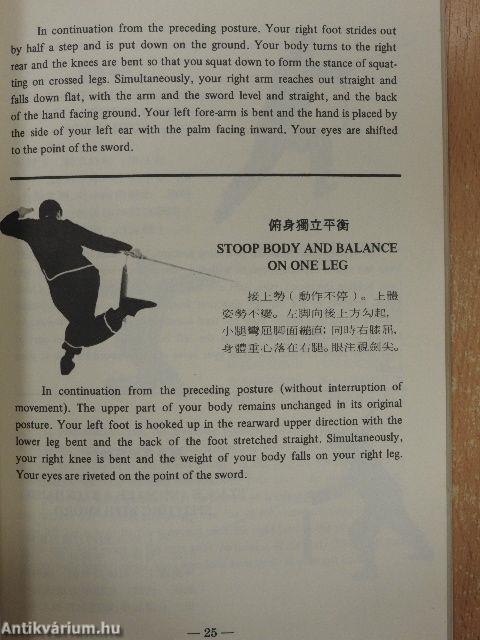 In continuation from the preceding posture. Your right foot strides out
by half a step and is put down on the ground. Your body turns to the right
rear and the knees are bent so that you squat down to form the stance of squat-
ting on crossed legs. Simultaneously, your right arm reaches out straight and
falls down flat, with the arm and the sword level and straight, and the back
of the hand facing ground. Your left fore-arm is bent and the hand is placed by
the side of your left ear with the palm facing inward. Your eyes are shifted
to the point of the sword.
俯身獨立平衡
STOOP BODY AND BALANCE
ON ONE LEG
接上勢(動作不停)。上體
姿勢不變。左脚向後上方勾起,
小腿彎屈脚面繃直;同時右膝屈,
身體重心落在右腿。眼注視劍尖。
In continuation from the preceding posture (without interruption of
movement). The upper part of your body remains unchanged in its original
posture. Your left foot is hooked up in the rearward upper direction with the
lower leg bent and the back of the foot stretched straight. Simultaneously,
your right knee is bent and the weight of your body falls on your right leg.
Your eyes are riveted on the point of the sword.
— 25 —
Antikvárium.hu